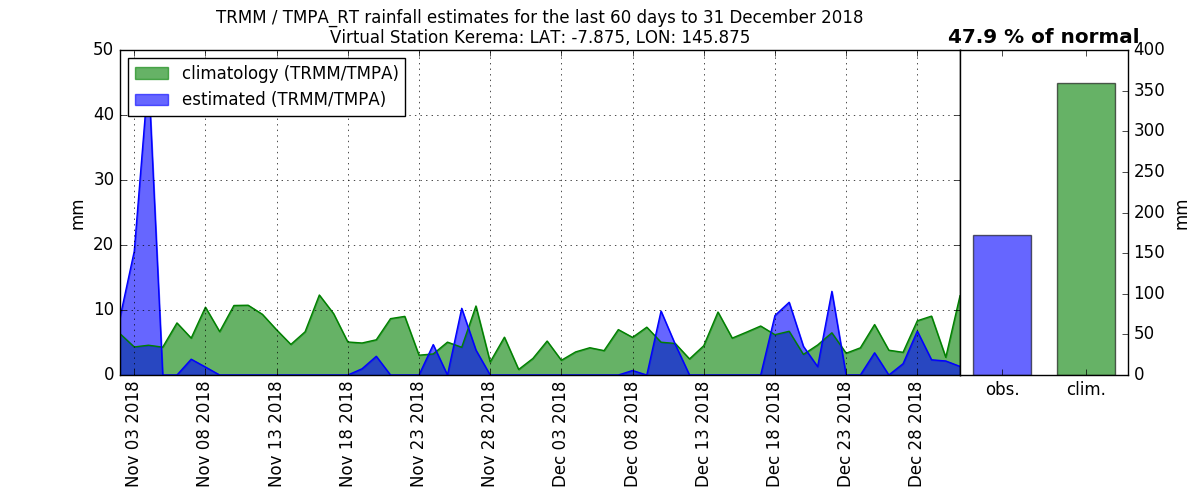 TRMM / TMPA_RT rainfall estimates for the last 60 days to 31 December 2018
Virtual Station Kerema: LAT: -7.875, LON: 145.875
47.9 % of normal
climatology (TRMM/TMPA)
estimated (TRMM/TMPA)
50
40
30
20
10
0
mm
Nov 03 2018
Nov 08 2018
Nov 13 2018
Nov 18 2018
Nov 23 2018
Nov 28 2018
Dec 03 2018
Dec 08 2018
Dec 13 2018
Dec 18 2018
Dec 23 2018
Dec 28 2018
400
350
300
250
200
150
100
50
0
mm
obs.
clim.